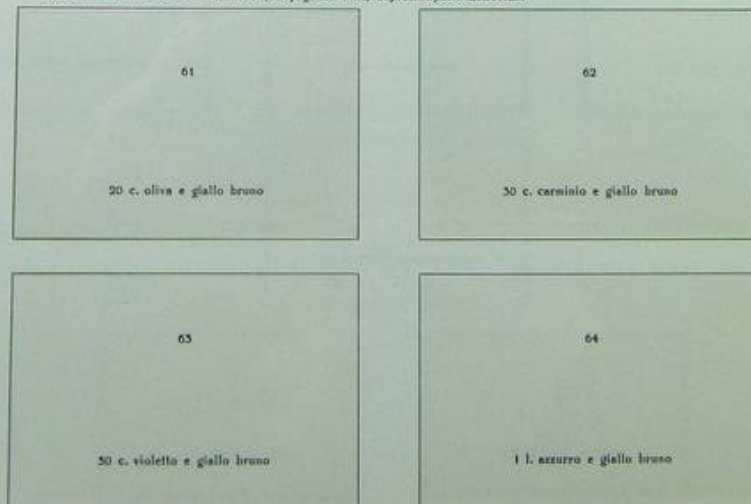 61
62
20 c. oliva e giallo bruno
30 c. carminio e giallo bruno
63
64
50 c. violetto e giallo bruno
1 l. azzurro e giallo bruno